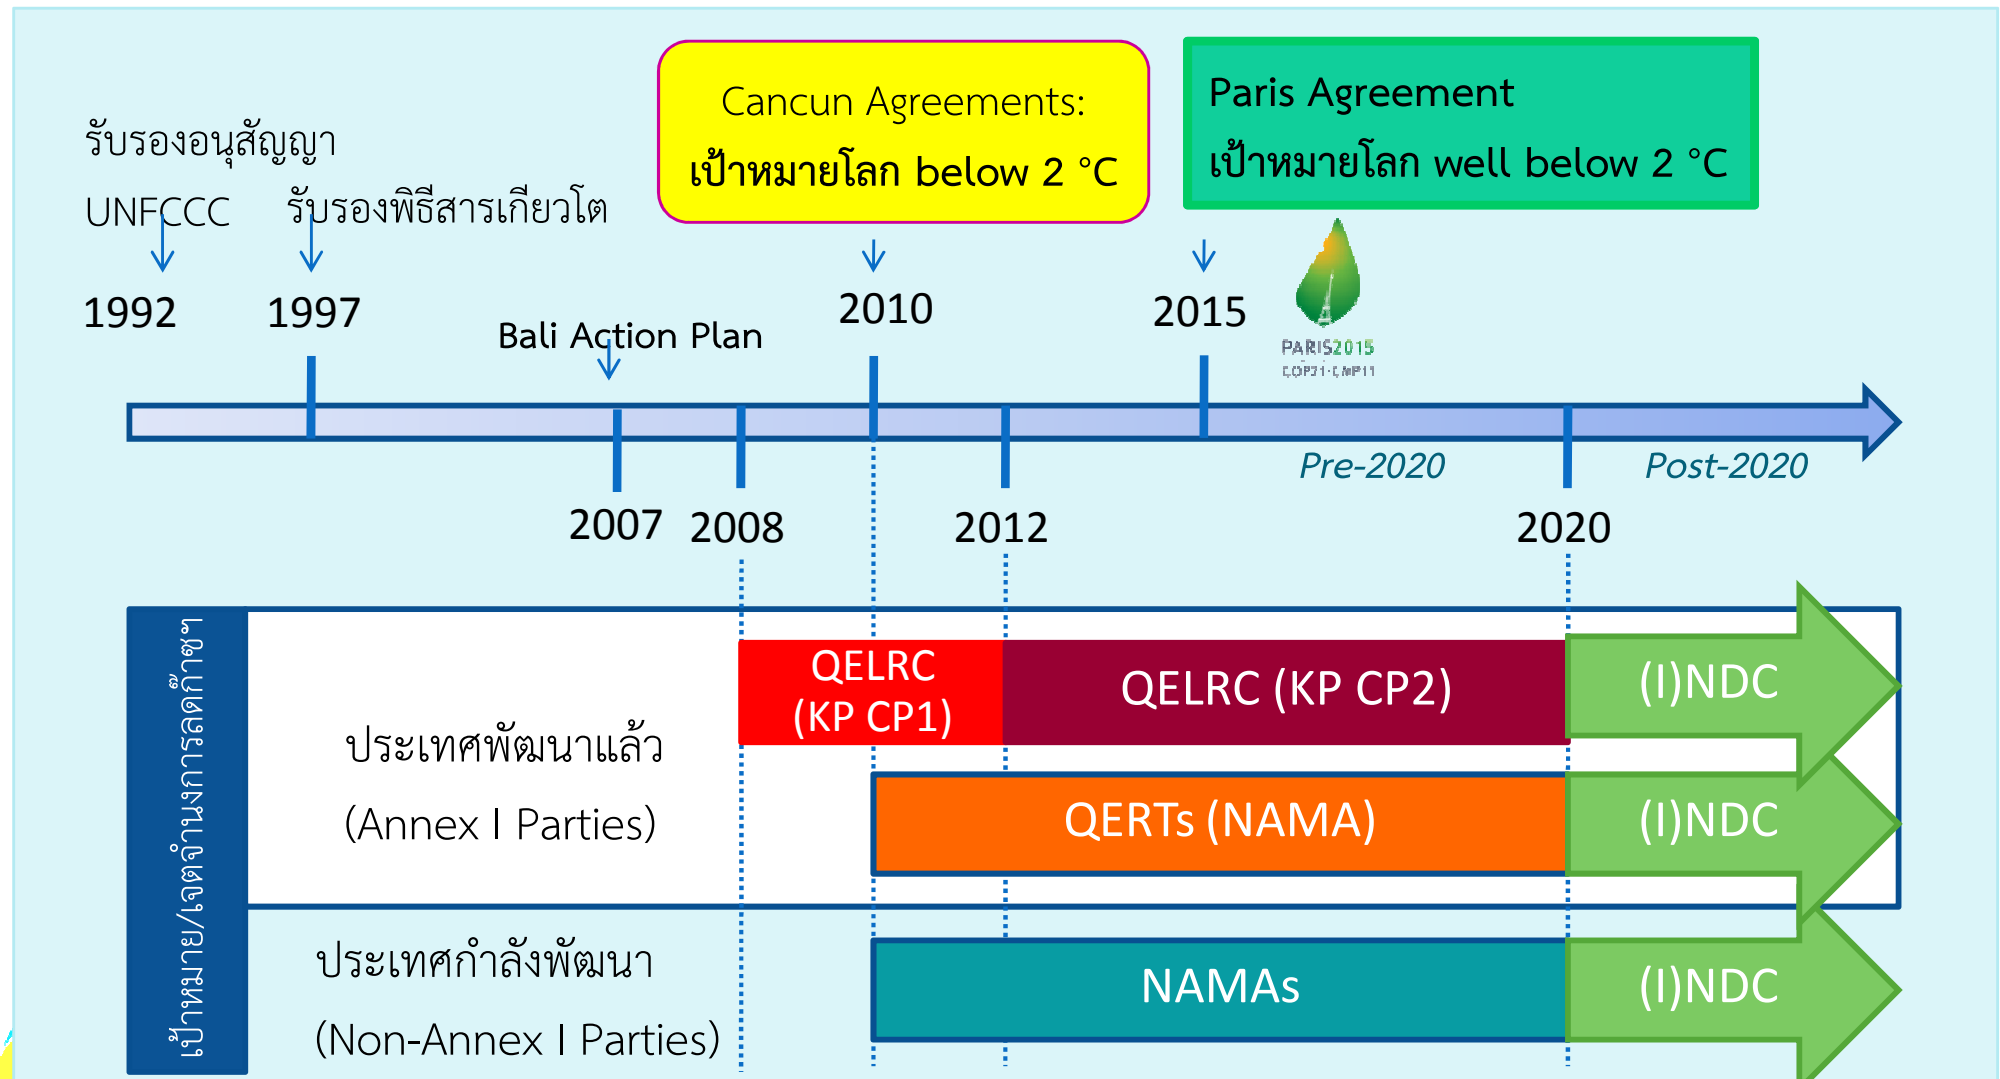 รับรองอนุสัญญา
UNFCCC
รับรองพิธีสารเกียวโต
Cancun Agreements:
เป้าหมายโลก below 2 °C
Paris Agreement
เป้าหมายโลก well below 2 °C
1992
1997
Bali Action Plan
2010
2015
PARIS2015
COP21·CMP11
Pre-2020
Post-2020
2007
2008
2012
2020
เป้าหมาย/เจตจำนงการลดก๊าซฯ
ประเทศพัฒนาแล้ว
(Annex I Parties)
QELRC
(KP CP1)
QELRC (KP CP2)
(I)NDC
QERTs (NAMA)
(I)NDC
ประเทศกำลังพัฒนา
(Non-Annex I Parties)
NAMAs
(I)NDC